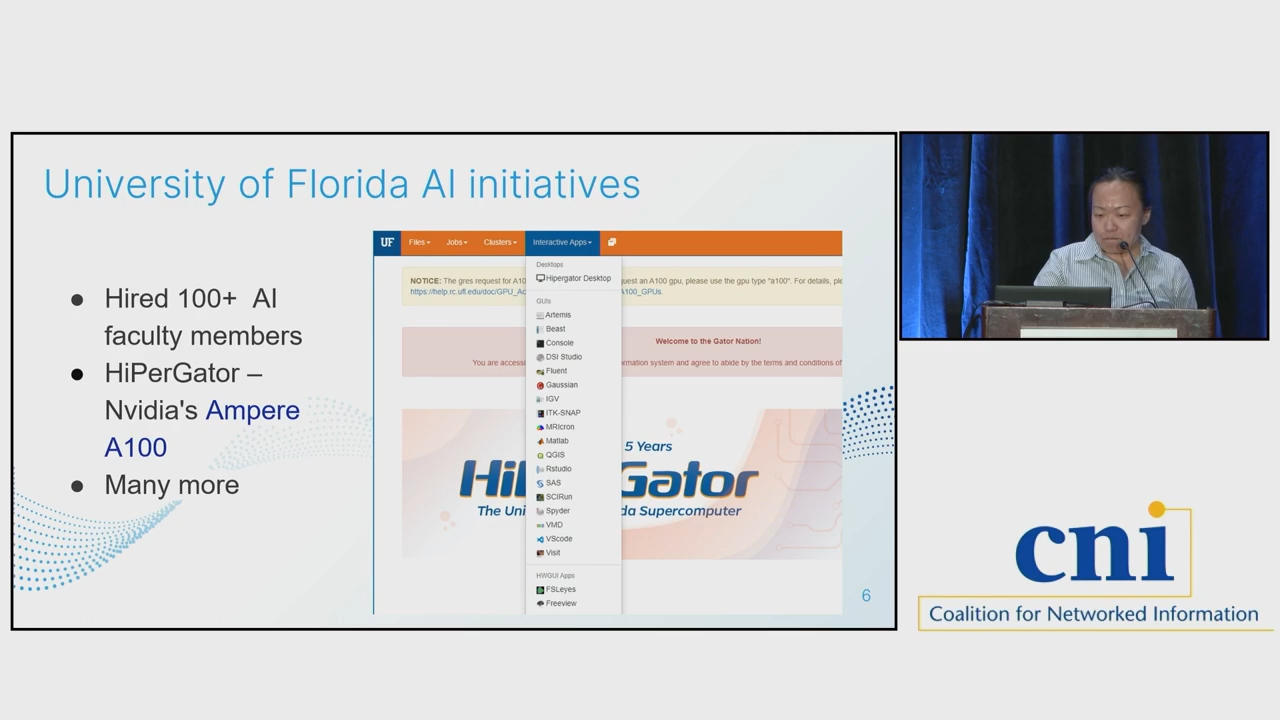 University of Florida AI initiatives
● Hired 100+ AI
faculty members
● HiPerGator –
Nvidia's Ampere
A100
● Many more
UF Files Jobs Clusters Interactive Apps
NOTICE: The gres request for A10
quest an A100 gpu, please use the gpu type "a100". For details, ple
https://help.rc.ufl.edu/doc/GPU_Ac
A100_GPUs.
Welcome to the Gator Nation!
You are accessi
rmation system and agree to abide by the terms and conditions of
5 Years
Hi
Gator
The Uni
da Supercomputer
Desktops
Hipergator Desktop
GUIs
Artemis
Beast
Console
DSI Studio
Fluent
Gaussian
IGV
ITK-SNAP
MRIcron
Matlab
QGIS
Rstudio
SAS
SCIRun
Spyder
VMD
VScode
Visit
HWGUI Apps
FSLeyes
Freeview
6
cni
Coalition for Networked Information